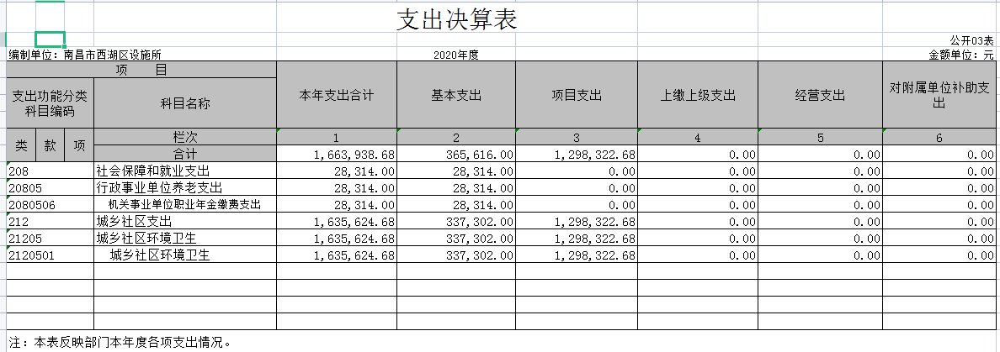 支出决算表
公开03表
编制单位：南昌市西湖区设施所 2020年度 金额单位：元
项 目 本年支出合计 基本支出 项目支出 上缴上级支出 经营支出 对附属单位补助支出
支出功能分类科目编码 科目名称
类 款 项 栏次 1 2 3 4 5 6
合计 1,663,938.68 365,616.00 1,298,322.68 0.00 0.00 0.00
208 社会保障和就业支出 28,314.00 28,314.00 0.00 0.00 0.00 0.00
20805 行政事业单位养老支出 28,314.00 28,314.00 0.00 0.00 0.00 0.00
2080506 机关事业单位职业年金缴费支出 28,314.00 28,314.00 0.00 0.00 0.00 0.00
212 城乡社区支出 1,635,624.68 337,302.00 1,298,322.68 0.00 0.00 0.00
21205 城乡社区环境卫生 1,635,624.68 337,302.00 1,298,322.68 0.00 0.00 0.00
2120501 城乡社区环境卫生 1,635,624.68 337,302.00 1,298,322.68 0.00 0.00 0.00
注：本表反映部门本年度各项支出情况。